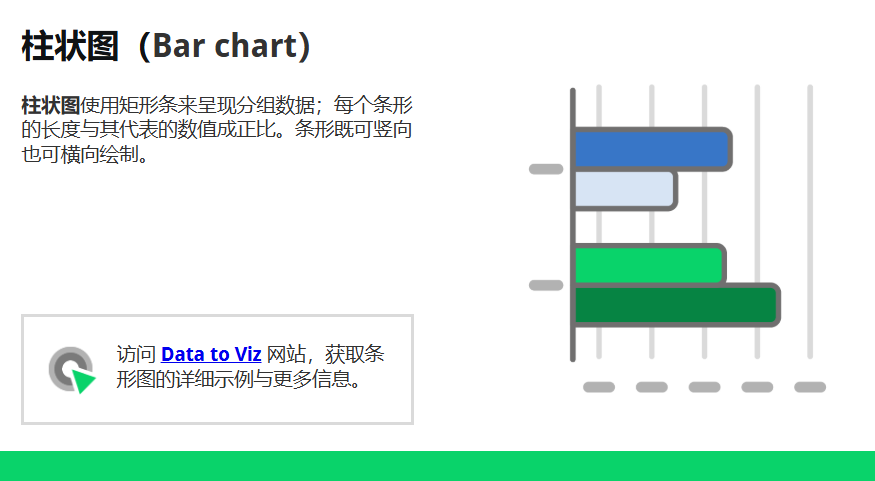 柱状图（Bar chart）
柱状图使用矩形条来呈现分组数据；每个条形
的长度与其代表的数值成正比。条形既可竖向
也可横向绘制。
访问 Data to Viz 网站，获取条
形图的详细示例与更多信息。